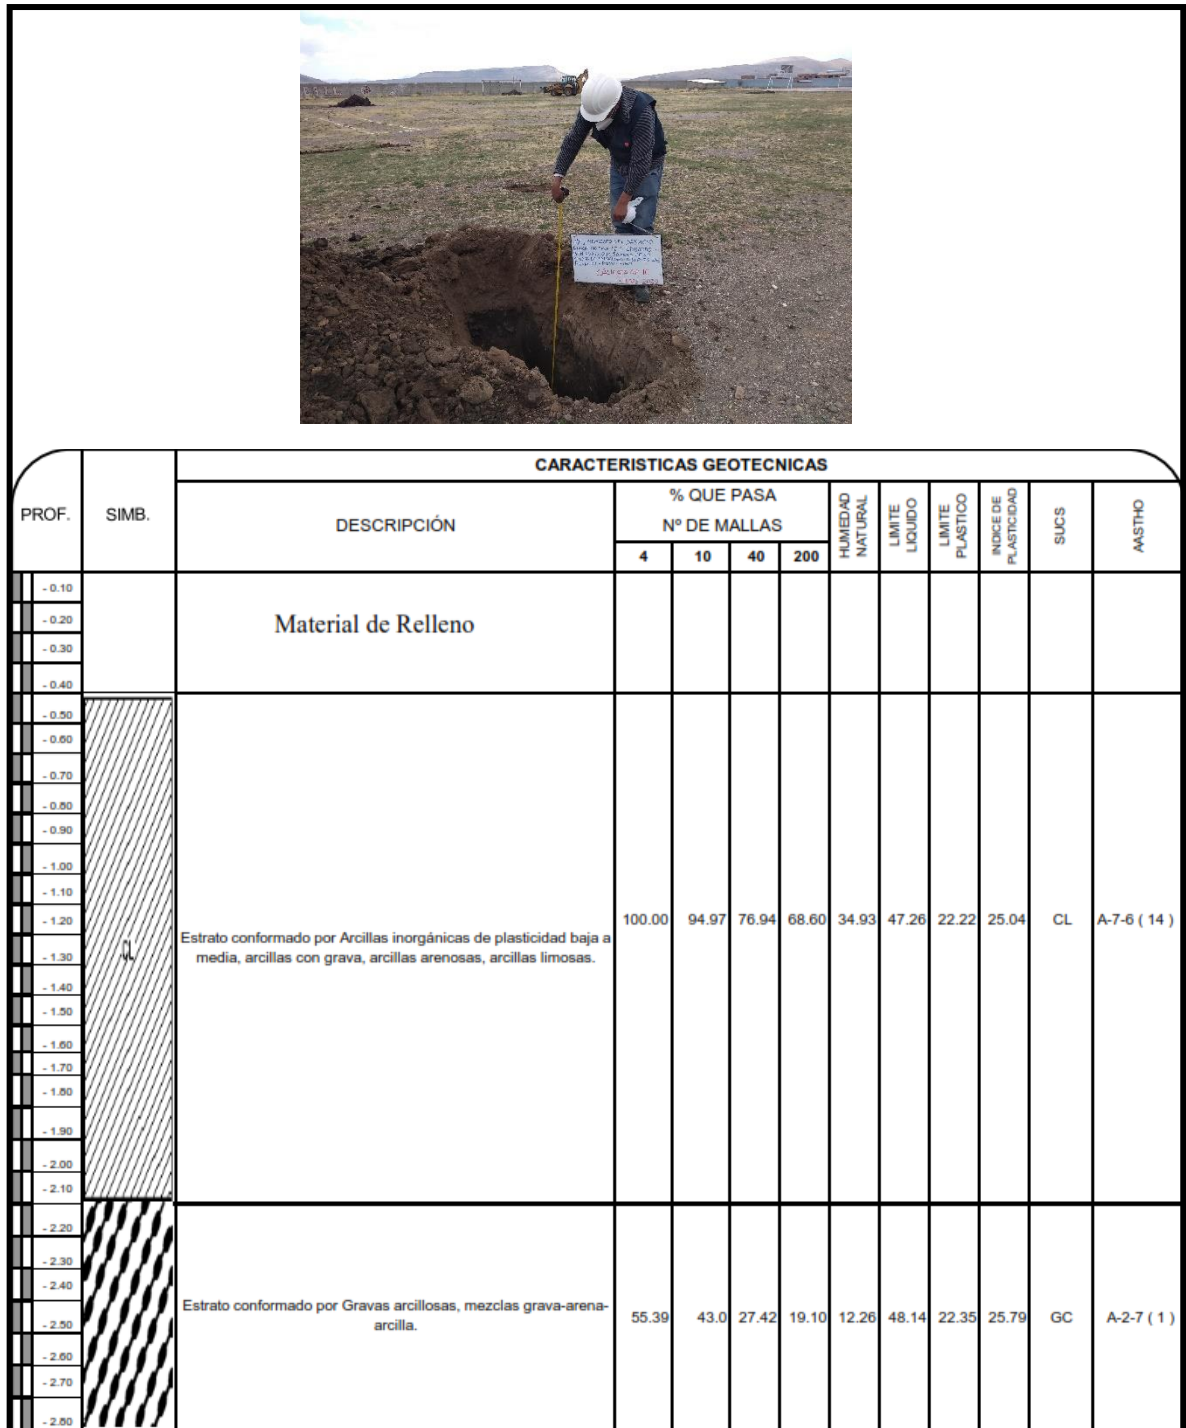 CARACTERISTICAS GEOTECNICAS
PROF.
SIMB.
DESCRIPCIÓN
% QUE PASA
Nº DE MALLAS
HUMEDAD NATURAL
LIMITE LIQUIDO
LIMITE PLASTICO
INDICE DE PLASTICIDAD
SUCS
AASTHO
4 10 40 200
- 0.10
- 0.20
Material de Relleno
- 0.30
- 0.40
- 0.50
- 0.60
- 0.70
- 0.80
- 0.90
- 1.00
- 1.10
- 1.20
100.00 94.97 76.94 68.60 34.93 47.26 22.22 25.04 CL A-7-6 ( 14 )
Estrato conformado por Arcillas inorgánicas de plasticidad baja a
media, arcillas con grava, arcillas arenosas, arcillas limosas.
- 1.30
- 1.40
- 1.50
- 1.60
- 1.70
- 1.80
- 1.90
- 2.00
- 2.10
- 2.20
- 2.30
- 2.40
Estrato conformado por Gravas arcillosas, mezclas grava-arena-
arcilla.
55.39 43.0 27.42 19.10 12.26 48.14 22.35 25.79 GC A-2-7 ( 1 )
- 2.50
- 2.60
- 2.70
- 2.80